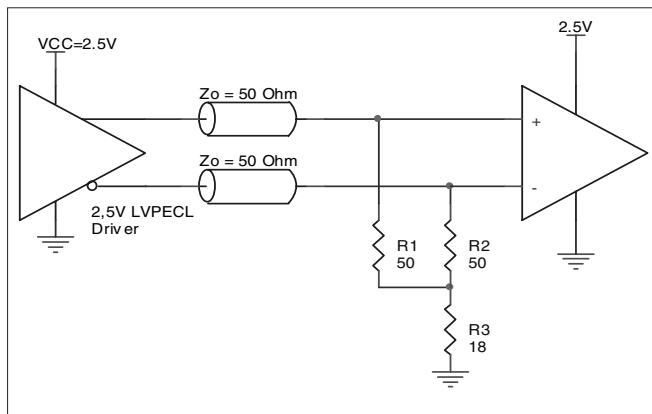 VCC=2.5V
2.5V
Zo = 50 Ohm
Zo = 50 Ohm
+
-
2,5V LVPECL
Driver
R1
50
R2
50
R3
18